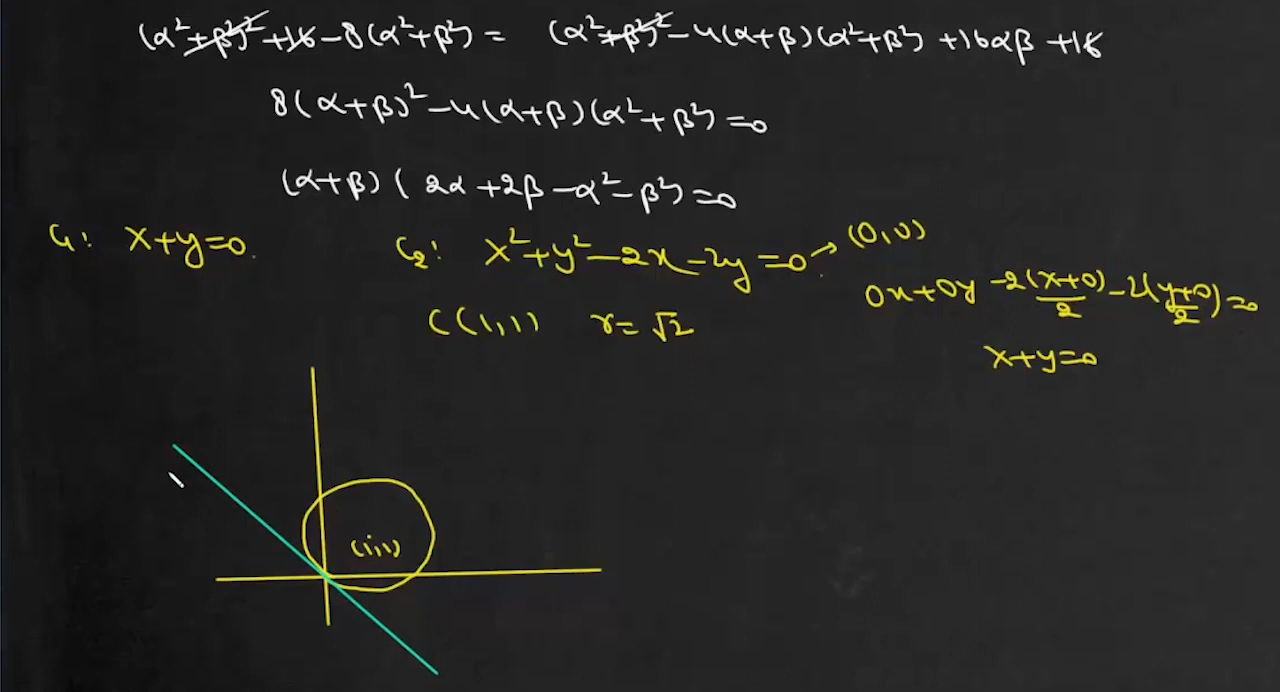 (α²+β²)²+16-8(α²+β²) = (α²+β²)²-4(α+β)(α²+β²)+16αβ+16
8(α+β)²-4(α+β)(α²+β²)=0
(α+β)(2α+2β-α²-β²)=0
C₁: x+y=0. C₂: x²+y²-2x-2y=0 → (0,0)
0x+0y-2(x+0)/2-2(y+0)/2=0
C(1,1) r=√2
x+y=0
(1,1)